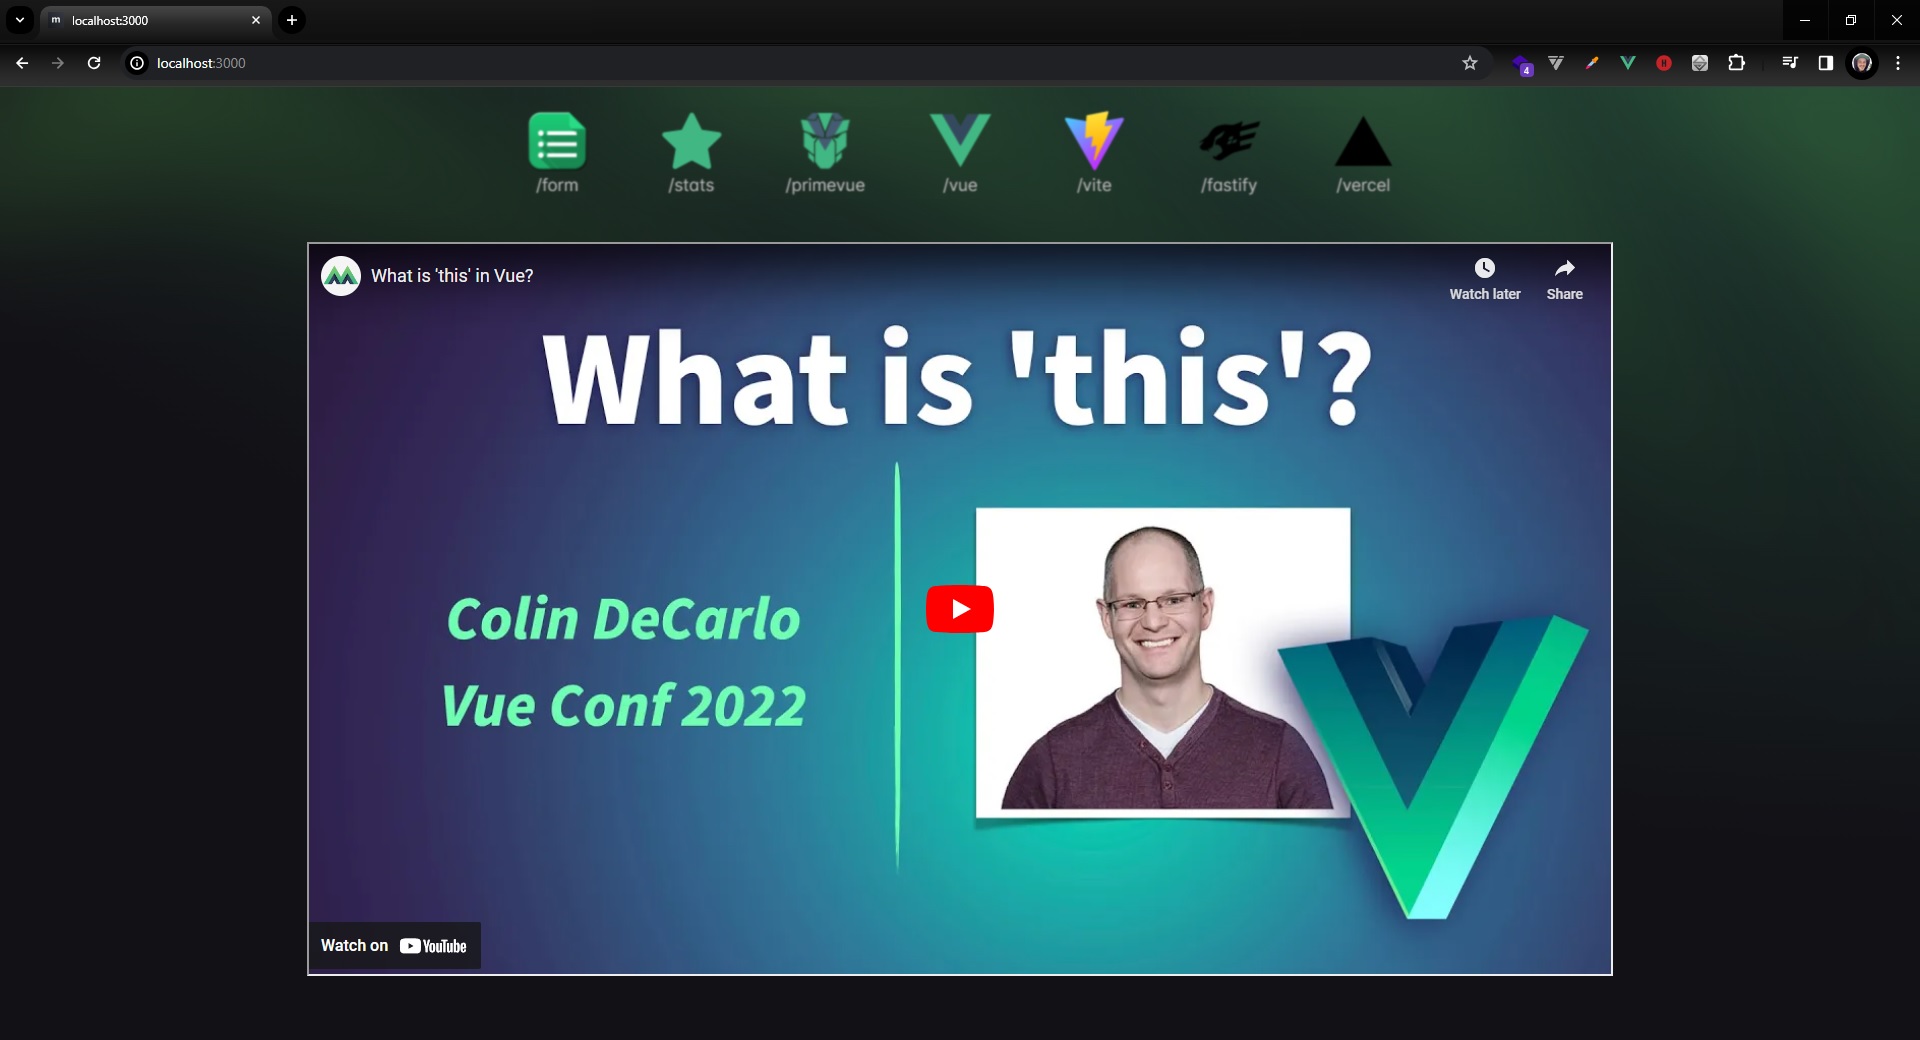 localhost:3000
localhost:3000
4
/form
/stats
/primevue
/vue
/vite
/fastify
/vercel
What is 'this' in Vue?
Watch later
Share
What is 'this'?
Colin DeCarlo
Vue Conf 2022
Watch on YouTube